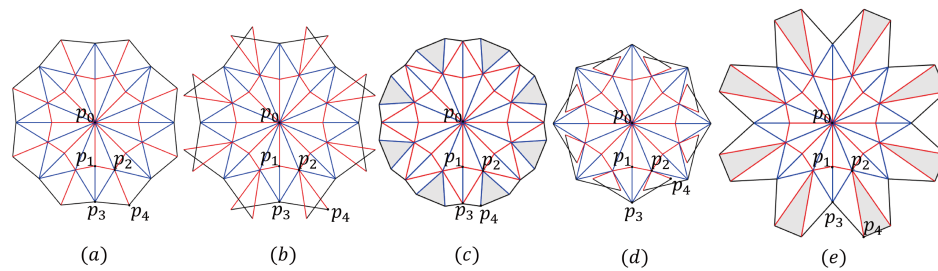 p0 p0 p0 p0 p0
p1 p2 p1 p2 p1 p2 p1 p2 p1 p2
p3 p4 p3 p4 p3 p4 p3 p4 p3 p4
(a) (b) (c) (d) (e)